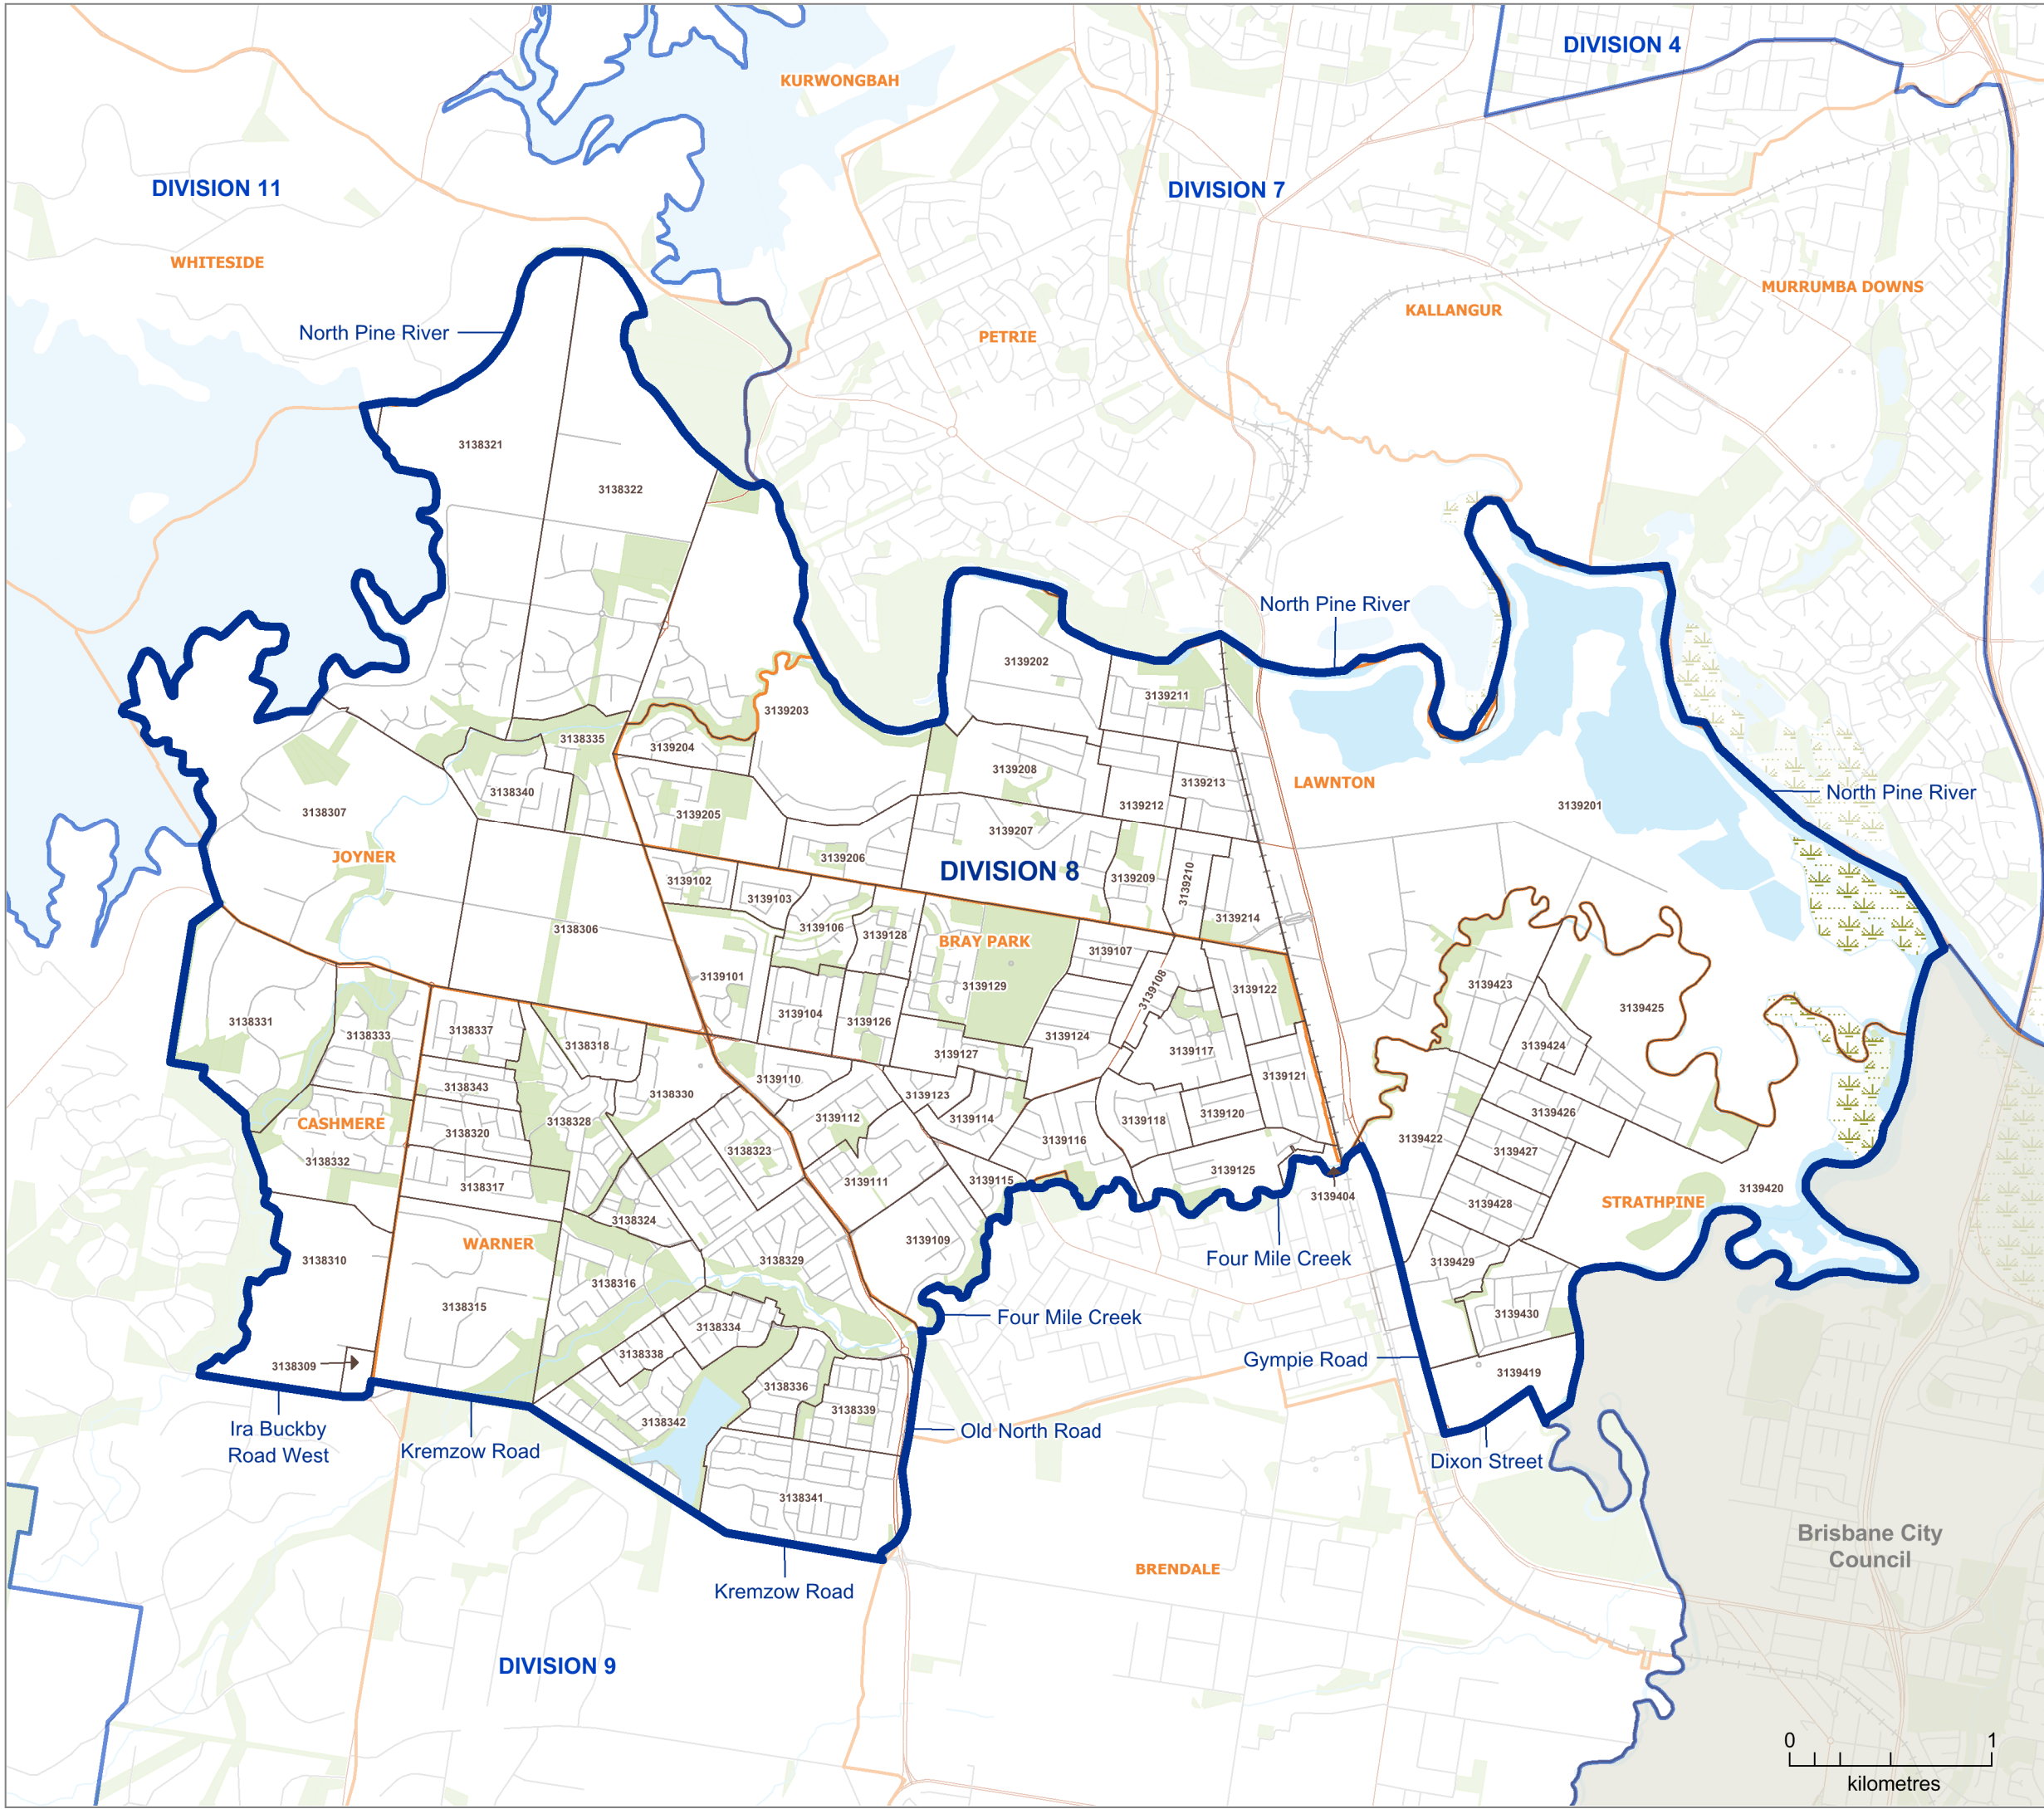 DIVISION 4
KURWONGBAH
DIVISION 11
DIVISION 7
WHITESIDE
MURRUMBA DOWNS
KALLANGUR
North Pine River
PETRIE
3138321
3138322
North Pine River
3139202
3139211
3139203
3138335
3139204
3139208
3139213
LAWNTON
3138340
North Pine River
3139212
3139201
3138307
3139205
3139207
JOYNER
3139206
DIVISION 8
3139102
3139209
3139210
3139103
3139214
3138306
3139106
3139128
BRAY PARK
3139107
3139101
3139129
3139108
3139122
3139423
3139425
3138331
3139104
3139126
3138333
3138337
3138318
3139124
3139117
3139424
3139127
3139110
3139121
3138343
3138330
3139123
3139426
CASHMERE
3138328
3139112
3139114
3139118
3139120
3138320
3139116
3139422
3138323
3139427
3138332
3139125
3138317
3139111
3139115
3139404
3139420
3139428
STRATHPINE
3138324
WARNER
3139109
3138310
3138329
Four Mile Creek
3139429
3138316
3138315
Four Mile Creek
3139430
3138334
3138338
Gympie Road
3138309
3139419
3138336
3138339
3138342
Ira Buckby
Road West
Old North Road
Kremzow Road
Dixon Street
3138341
Brisbane City
Council
BRENDALE
Kremzow Road
DIVISION 9
0 1
kilometres